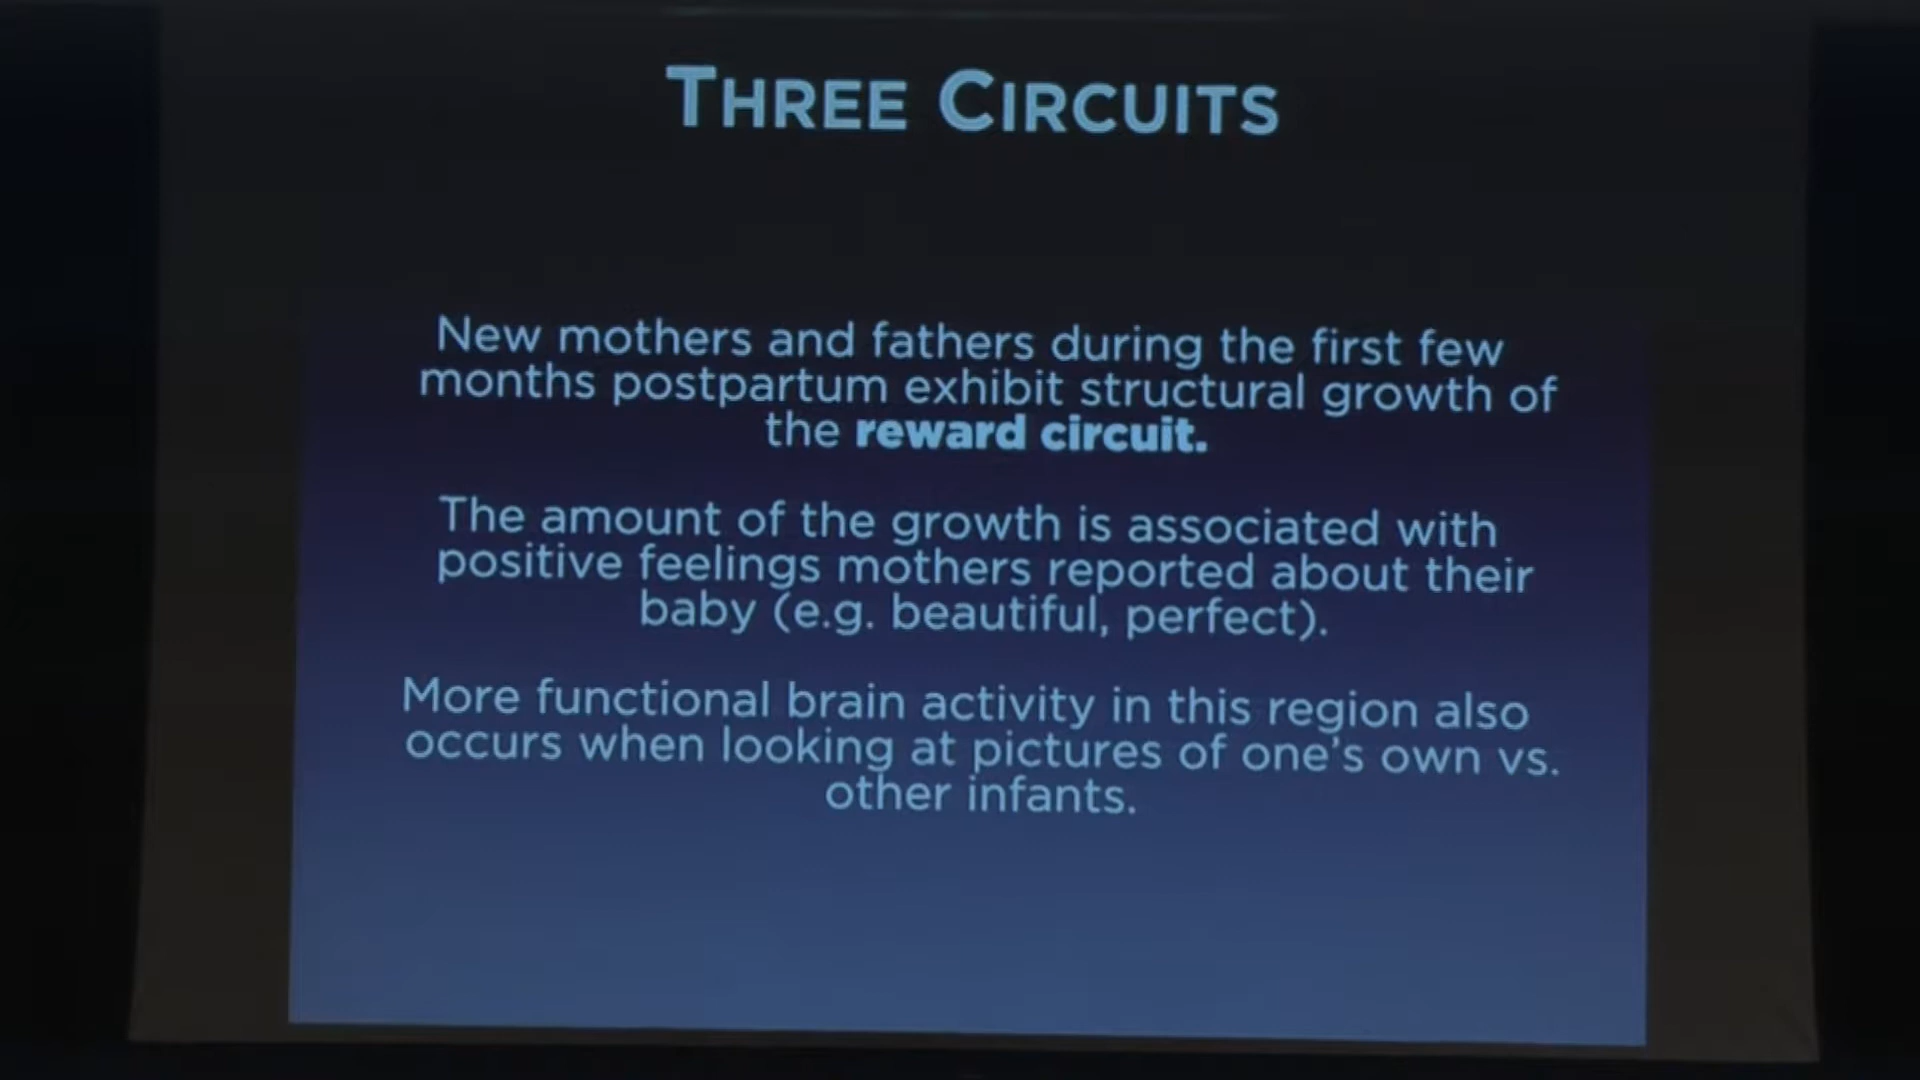 THREE CIRCUITS
New mothers and fathers during the first few
months postpartum exhibit structural growth of
the reward circuit.
The amount of the growth is associated with
positive feelings mothers reported about their
baby (e.g. beautiful, perfect).
More functional brain activity in this region also
occurs when looking at pictures of one's own vs.
other infants.